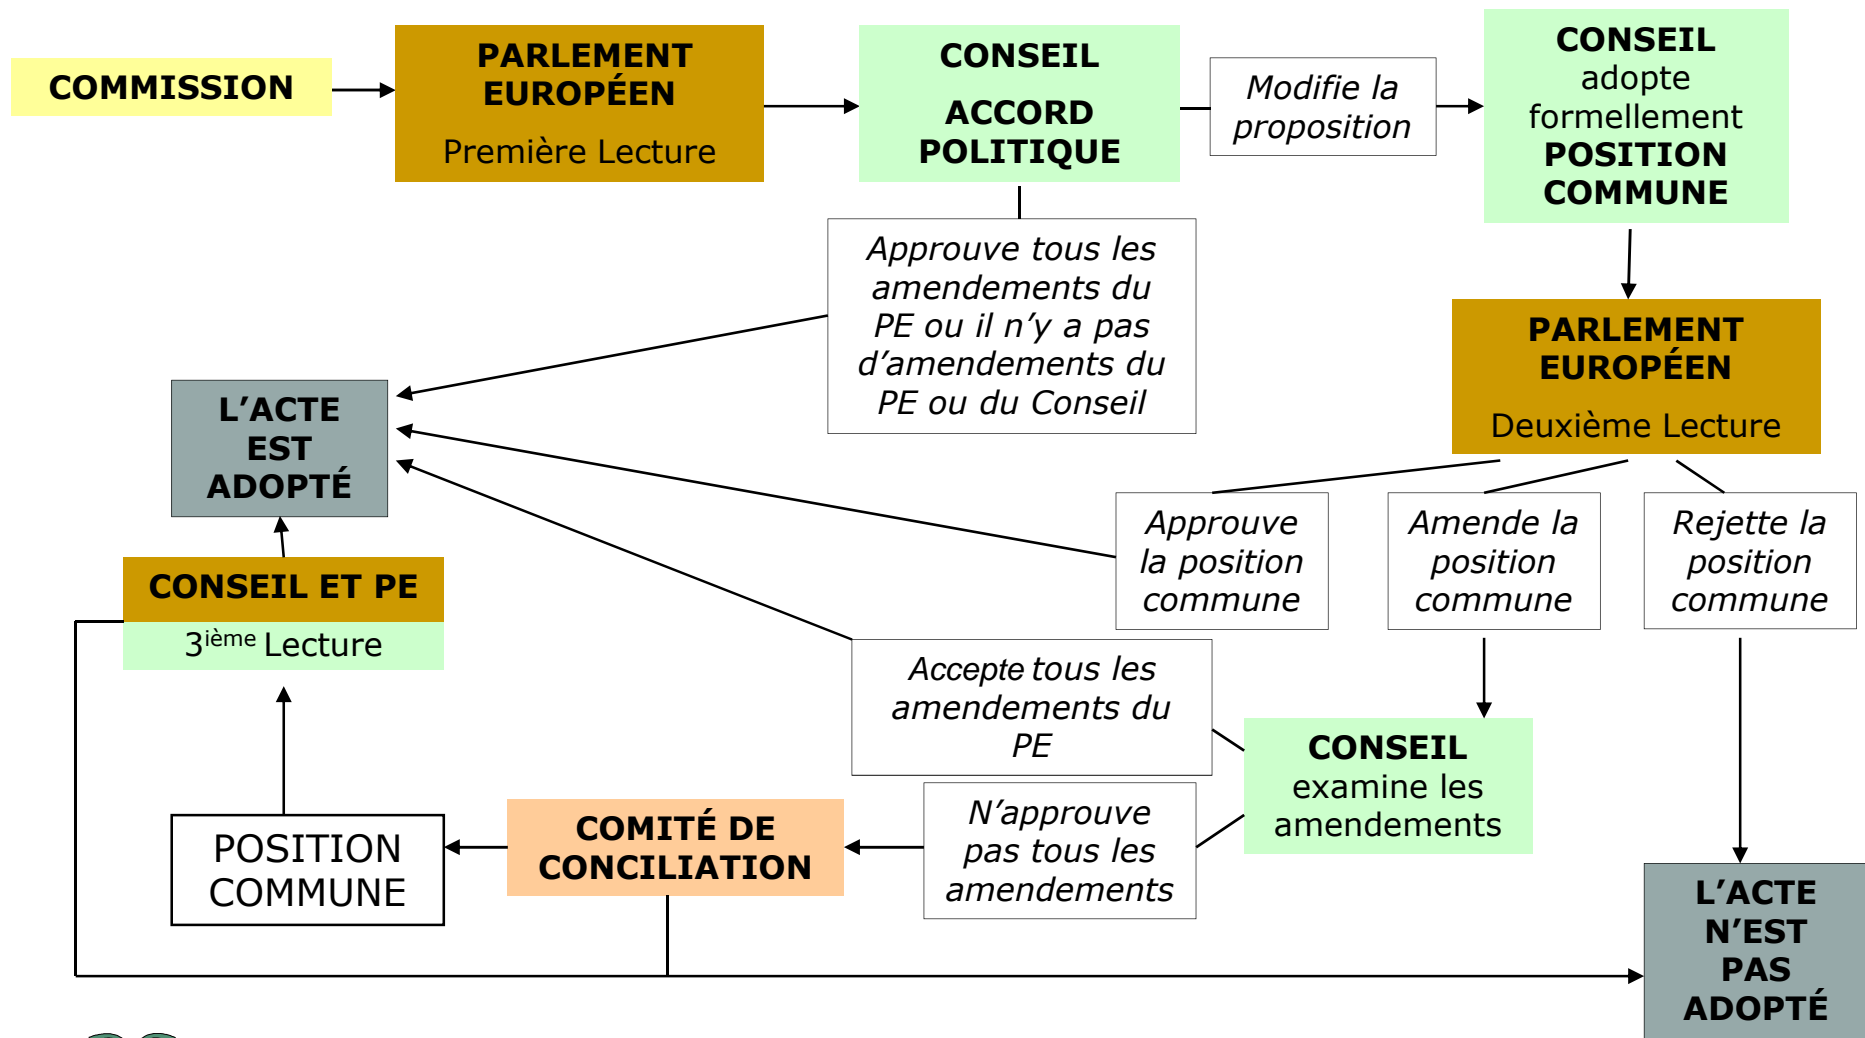 COMMISSION
PARLEMENT
EUROPÉEN
Première Lecture
CONSEIL
ACCORD
POLITIQUE
Modifie la
proposition
CONSEIL
adopte
formellement
POSITION
COMMUNE
Approuve tous les
amendements du
PE ou il n’y a pas
d’amendements du
PE ou du Conseil
PARLEMENT
EUROPÉEN
Deuxième Lecture
L’ACTE
EST
ADOPTÉ
Approuve
la position
commune
Amende la
position
commune
Rejette la
position
commune
CONSEIL ET PE
3ième Lecture
Accepte tous les
amendements du
PE
CONSEIL
examine les
amendements
POSITION
COMMUNE
COMITÉ DE
CONCILIATION
N’approuve
pas tous les
amendements
L’ACTE
N’EST
PAS
ADOPTÉ